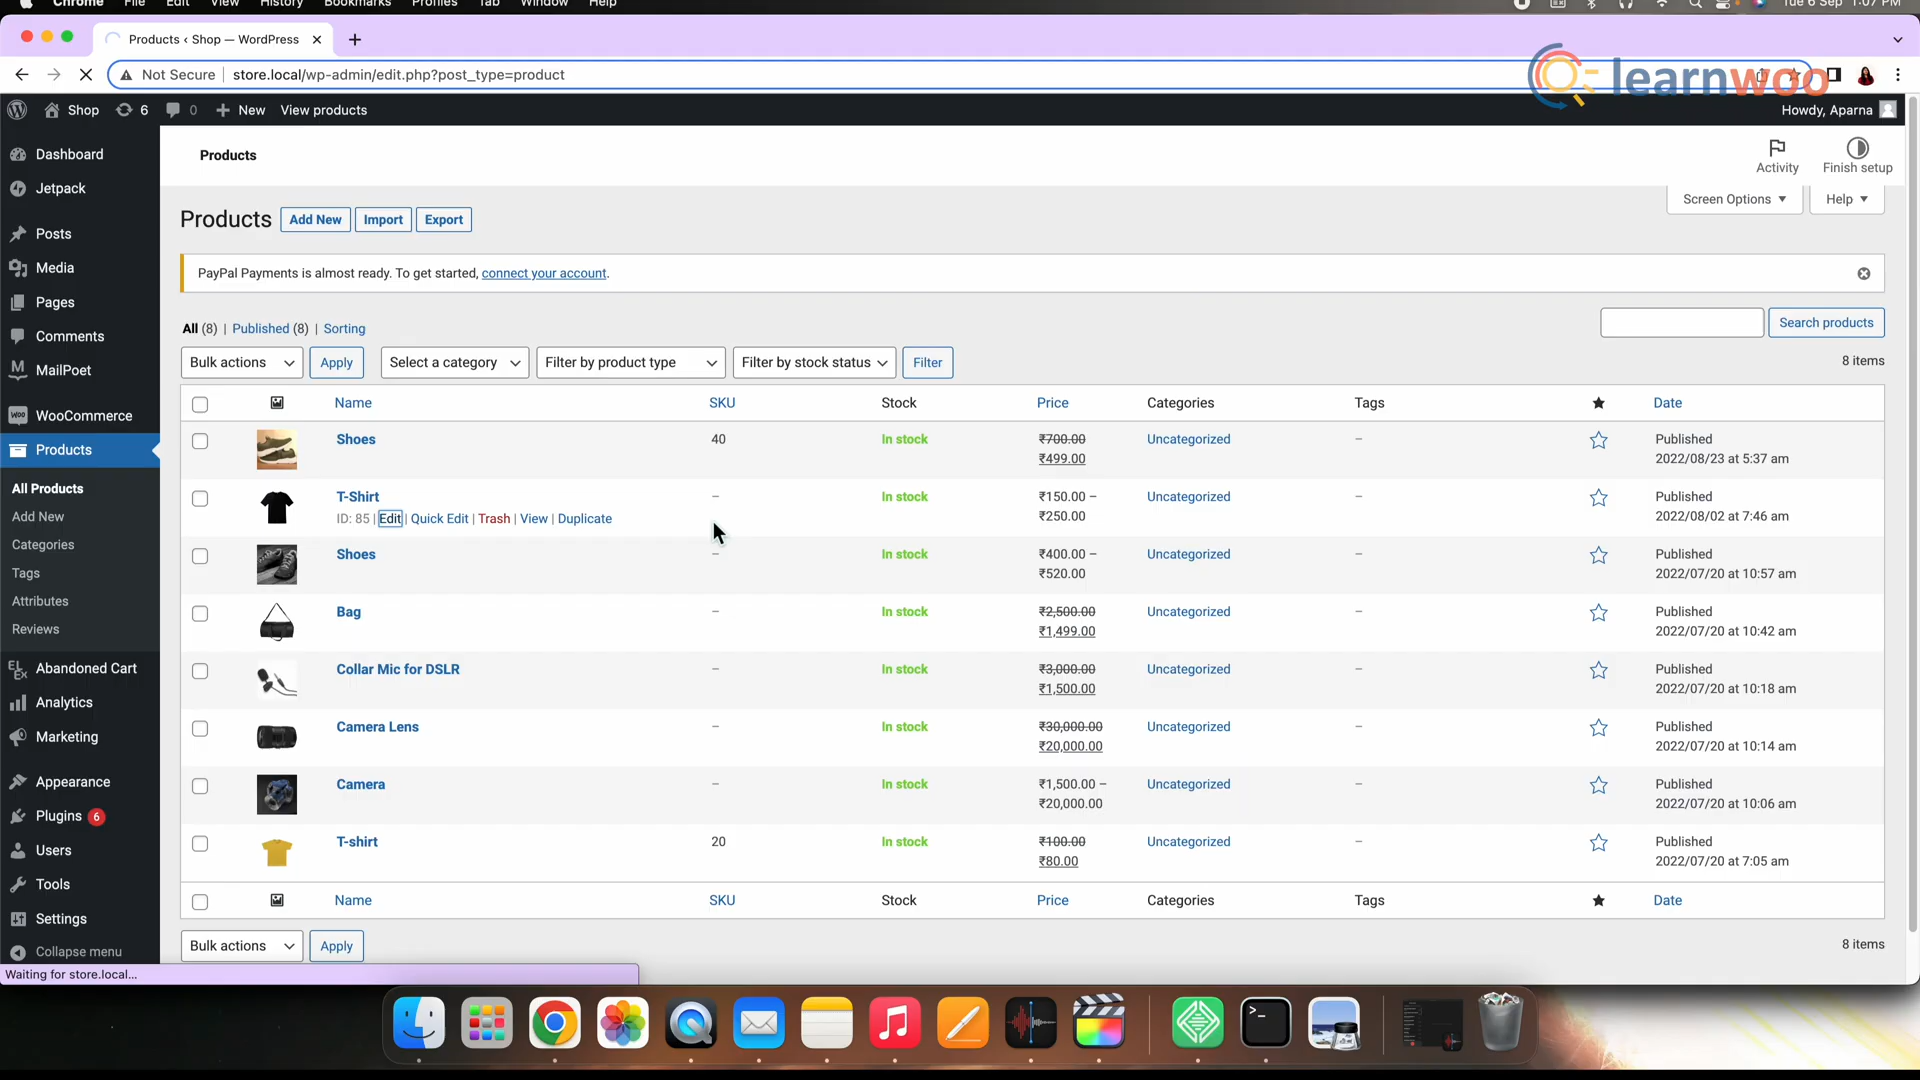 Chrome File Edit View History Bookmarks Profiles Tab Window Help Tue 6 Sep 1:07 PM
Products ‹ Shop — WordPress
Not Secure store.local/wp-admin/edit.php?post_type=product
learnwoo
Shop 6 0 New View products Howdy, Aparna
Dashboard
Jetpack
Posts
Media
Pages
Comments
MailPoet
WooCommerce
Products
All Products
Add New
Categories
Tags
Attributes
Reviews
Abandoned Cart
Analytics
Marketing
Appearance
Plugins 6
Users
Tools
Settings
Collapse menu
Products
Activity Finish setup
Screen Options Help
Products Add New Import Export
PayPal Payments is almost ready. To get started, connect your account.
All (8) | Published (8) | Sorting
Search products
Bulk actions Apply Select a category Filter by product type Filter by stock status Filter
8 items
Name SKU Stock Price Categories Tags Date
Shoes 40 In stock ₹700.00 Uncategorized – Published
₹499.00 2022/08/23 at 5:37 am
T-Shirt – In stock ₹150.00 – Uncategorized – Published
ID: 85 | Edit | Quick Edit | Trash | View | Duplicate ₹250.00 2022/08/02 at 7:46 am
Shoes – In stock ₹400.00 – Uncategorized – Published
₹520.00 2022/07/20 at 10:57 am
Bag – In stock ₹2,500.00 Uncategorized – Published
₹1,499.00 2022/07/20 at 10:42 am
Collar Mic for DSLR – In stock ₹3,000.00 Uncategorized – Published
₹1,500.00 2022/07/20 at 10:18 am
Camera Lens – In stock ₹30,000.00 Uncategorized – Published
₹20,000.00 2022/07/20 at 10:14 am
Camera – In stock ₹1,500.00 – Uncategorized – Published
₹20,000.00 2022/07/20 at 10:06 am
T-shirt 20 In stock ₹100.00 Uncategorized – Published
₹80.00 2022/07/20 at 7:05 am
Name SKU Stock Price Categories Tags Date
Bulk actions Apply 8 items
Waiting for store.local...